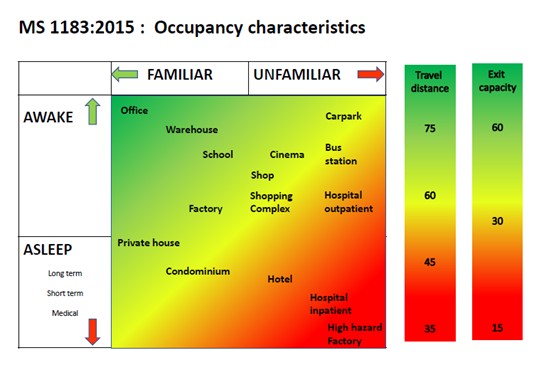 MS 1183:2015 : Occupancy characteristics
FAMILIAR
UNFAMILIAR
Travel
distance
Exit
capacity
AWAKE
Office
Warehouse
Carpark
75
60
School
Cinema
Bus
station
Shop
Factory
Shopping
Complex
Hospital
outpatient
60
30
ASLEEP
Long term
Short term
Medical
Private house
Condominium
Hotel
45
Hospital
inpatient
High hazard
Factory
35
15